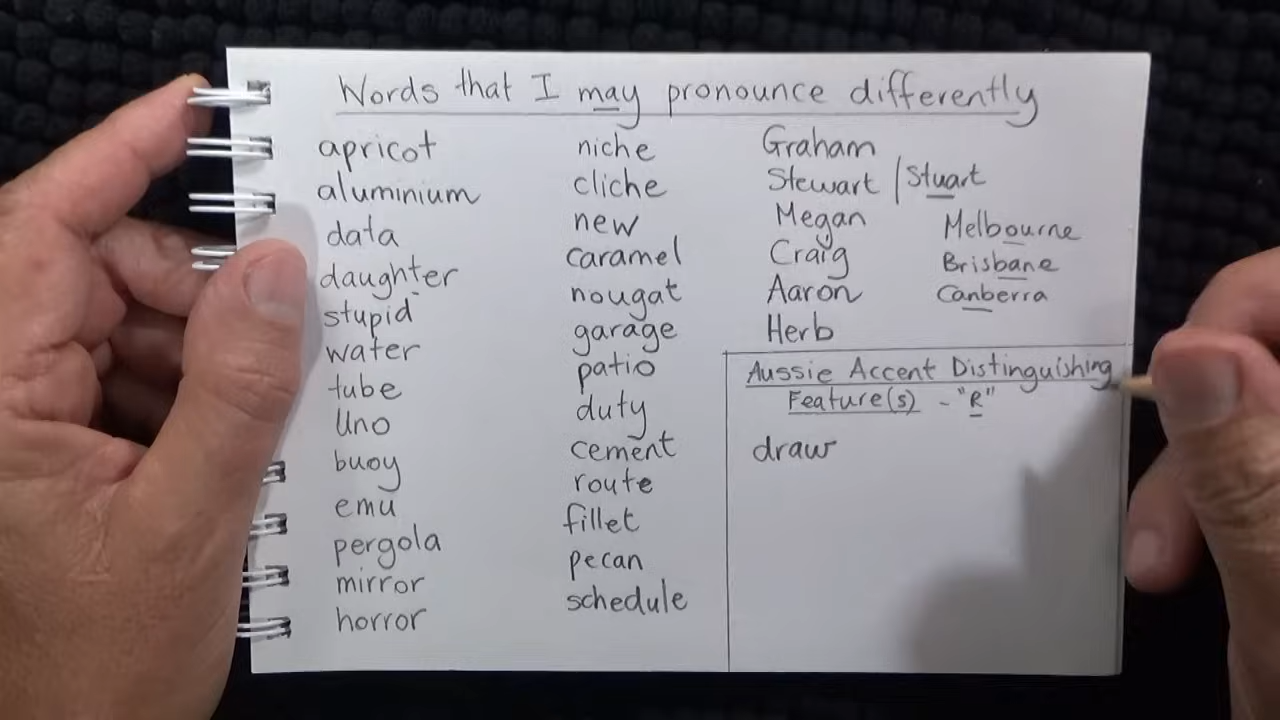 Words that I may pronounce differently
apricot
aluminium
data
daughter
stupid
water
tube
Uno
buoy
emu
pergola
mirror
horror
niche
cliche
new
caramel
nougat
garage
patio
duty
cement
route
fillet
pecan
schedule
Graham
Stewart / Stuart
Megan
Craig
Aaron
Herb
Melbourne
Brisbane
Canberra
Aussie Accent Distinguishing
Feature(s) - "R"
draw